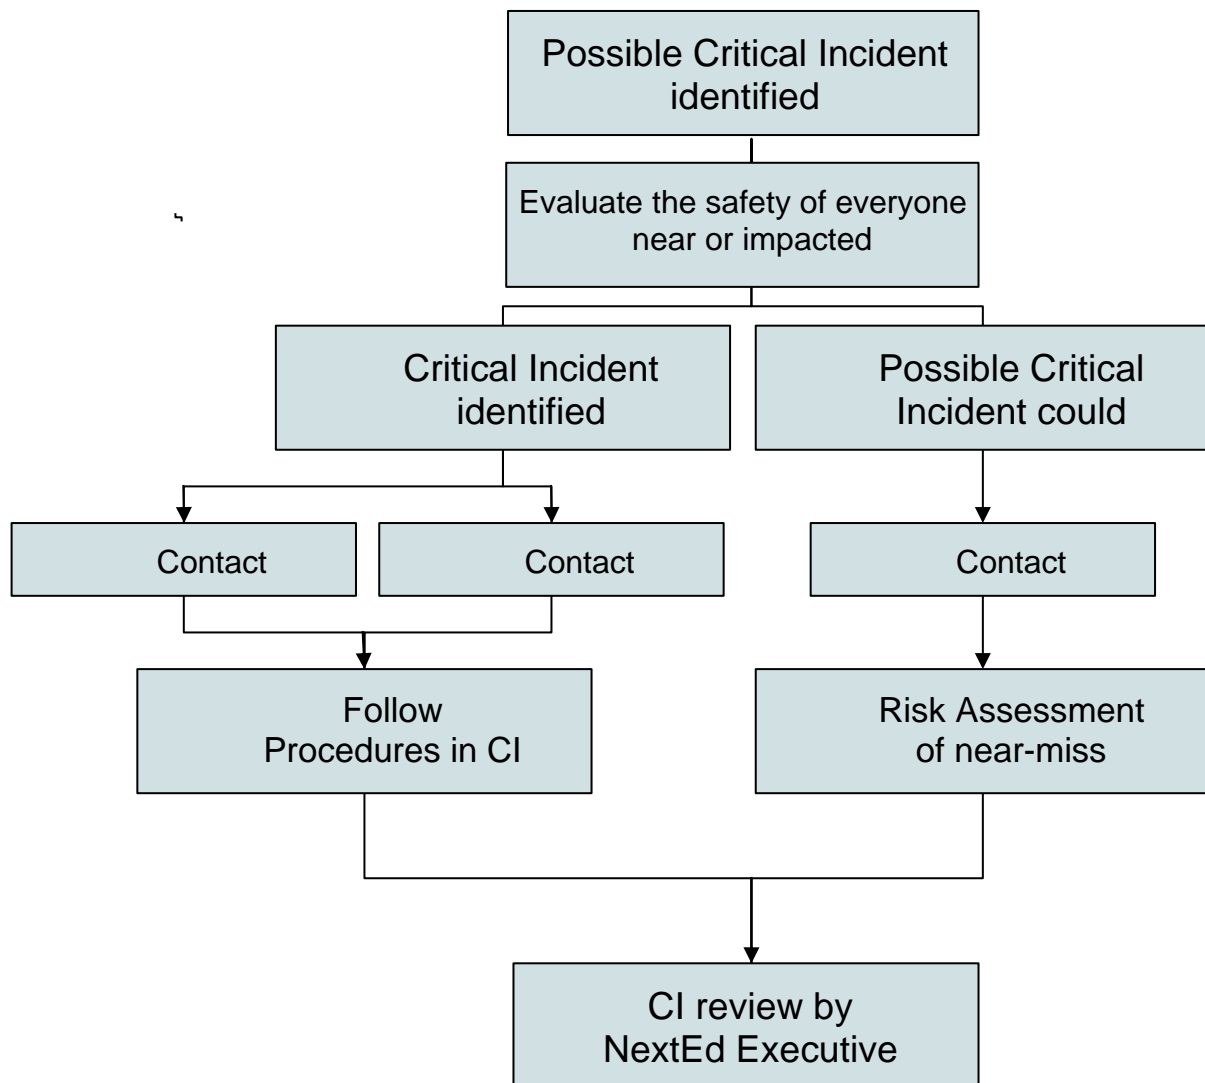 Possible Critical Incident
identified
Evaluate the safety of everyone
near or impacted
Critical Incident
identified
Possible Critical
Incident could
Contact
Contact
Contact
Follow
Procedures in CI
Risk Assessment
of near-miss
CI review by
NextEd Executive